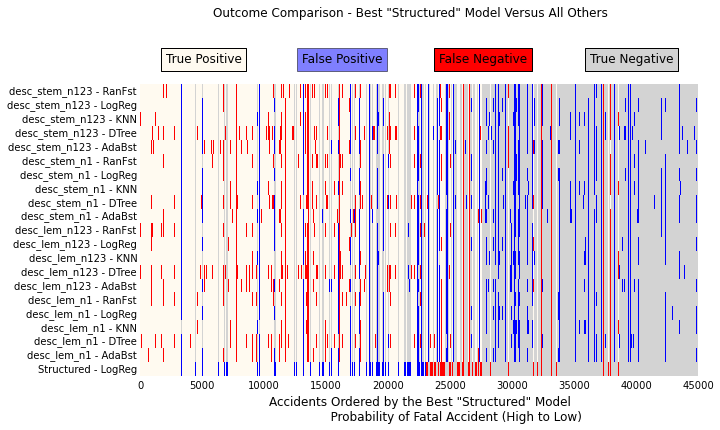 Outcome Comparison - Best "Structured" Model Versus All Others
True Positive
False Positive
False Negative
True Negative
desc_stem_n123 - RanFst
desc_stem_n123 - LogReg
desc_stem_n123 - KNN
desc_stem_n123 - DTree
desc_stem_n123 - AdaBst
desc_stem_n1 - RanFst
desc_stem_n1 - LogReg
desc_stem_n1 - KNN
desc_stem_n1 - DTree
desc_stem_n1 - AdaBst
desc_lem_n123 - RanFst
desc_lem_n123 - LogReg
desc_lem_n123 - KNN
desc_lem_n123 - DTree
desc_lem_n123 - AdaBst
desc_lem_n1 - RanFst
desc_lem_n1 - LogReg
desc_lem_n1 - KNN
desc_lem_n1 - DTree
desc_lem_n1 - AdaBst
Structured - LogReg
0 5000 10000 15000 20000 25000 30000 35000 40000 45000
Accidents Ordered by the Best "Structured" Model
Probability of Fatal Accident (High to Low)